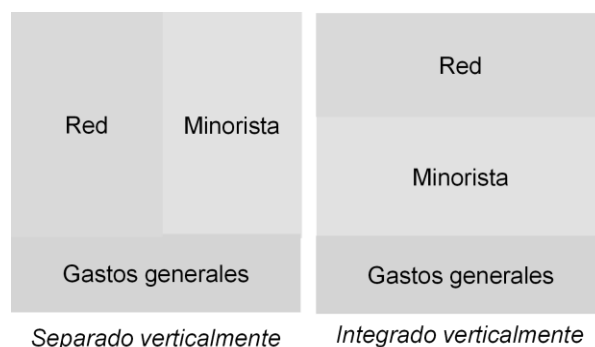 Red
Minorista
Gastos generales
Separado verticalmente
Red
Minorista
Gastos generales
Integrado verticalmente